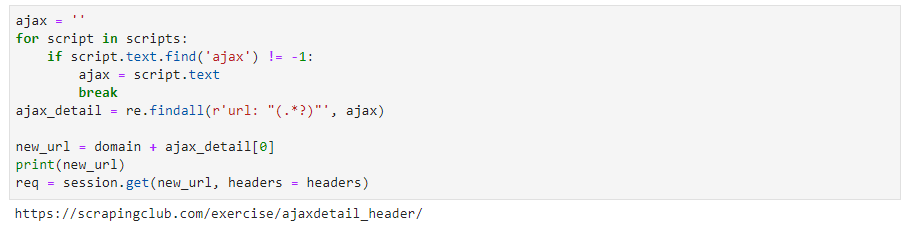 ajax = ''
for script in scripts:
    if script.text.find('ajax') != -1:
        ajax = script.text
        break
ajax_detail = re.findall(r'url: "(.*?)"', ajax)

new_url = domain + ajax_detail[0]
print(new_url)
req = session.get(new_url, headers = headers)
https://scrapingclub.com/exercise/ajaxdetail_header/